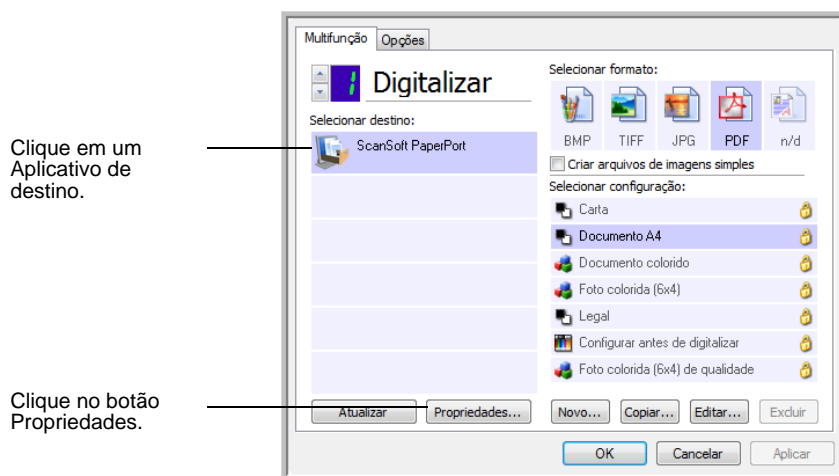 Multifunção
Opções
1 Digitalizar
Selecionar destino:
ScanSoft PaperPort
Clique em um
Aplicativo de
destino.
Selecionar formato:
BMP TIFF JPG PDF n/d
Criar arquivos de imagens simples
Selecionar configuração:
Carta
Documento A4
Documento colorido
Foto colorida (6x4)
Legal
Configurar antes de digitalizar
Foto colorida (6x4) de qualidade
Clique no botão
Propriedades.
Atualizar Propriedades... Novo... Copiar... Editar... Excluir
OK Cancelar Aplicar